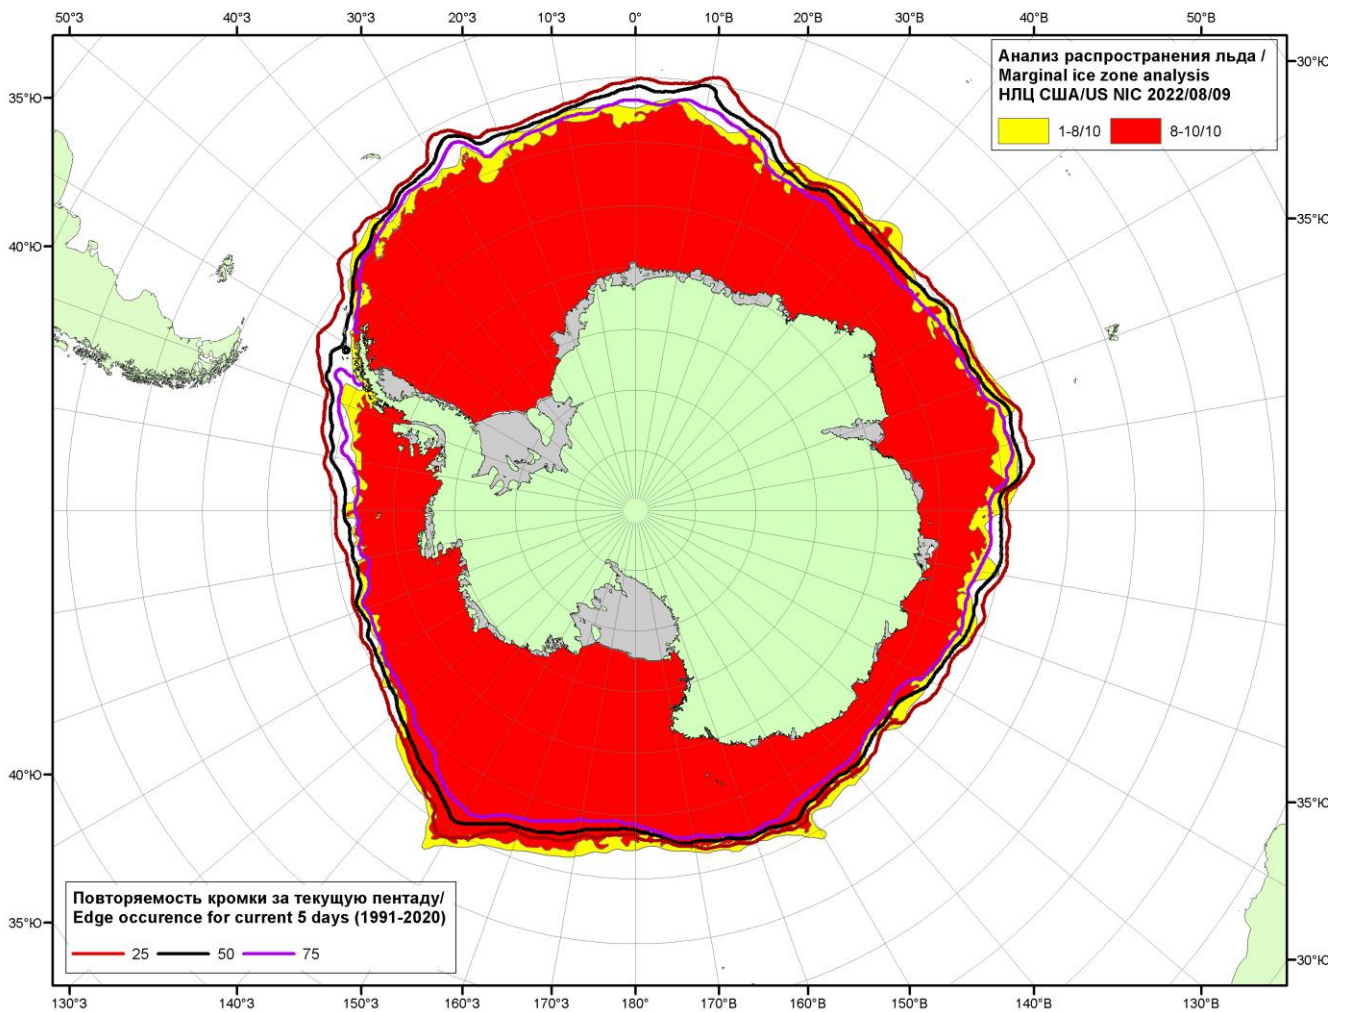 50°З 40°З 30°З 20°З 10°З 0° 10°В 20°В 30°В 40°В 50°В
Анализ распространения льда /
Marginal ice zone analysis
НЛЦ США/US NIC 2022/08/09
1-8/10 8-10/10
30°Ю
35°Ю
35°Ю
40°Ю
40°Ю
35°Ю
35°Ю
30°Ю
Повторяемость кромки за текущую пентаду/
Edge occurence for current 5 days (1991-2020)
25 50 75
130°З 140°З 150°З 160°З 170°З 180° 170°В 160°В 150°В 140°В 130°В